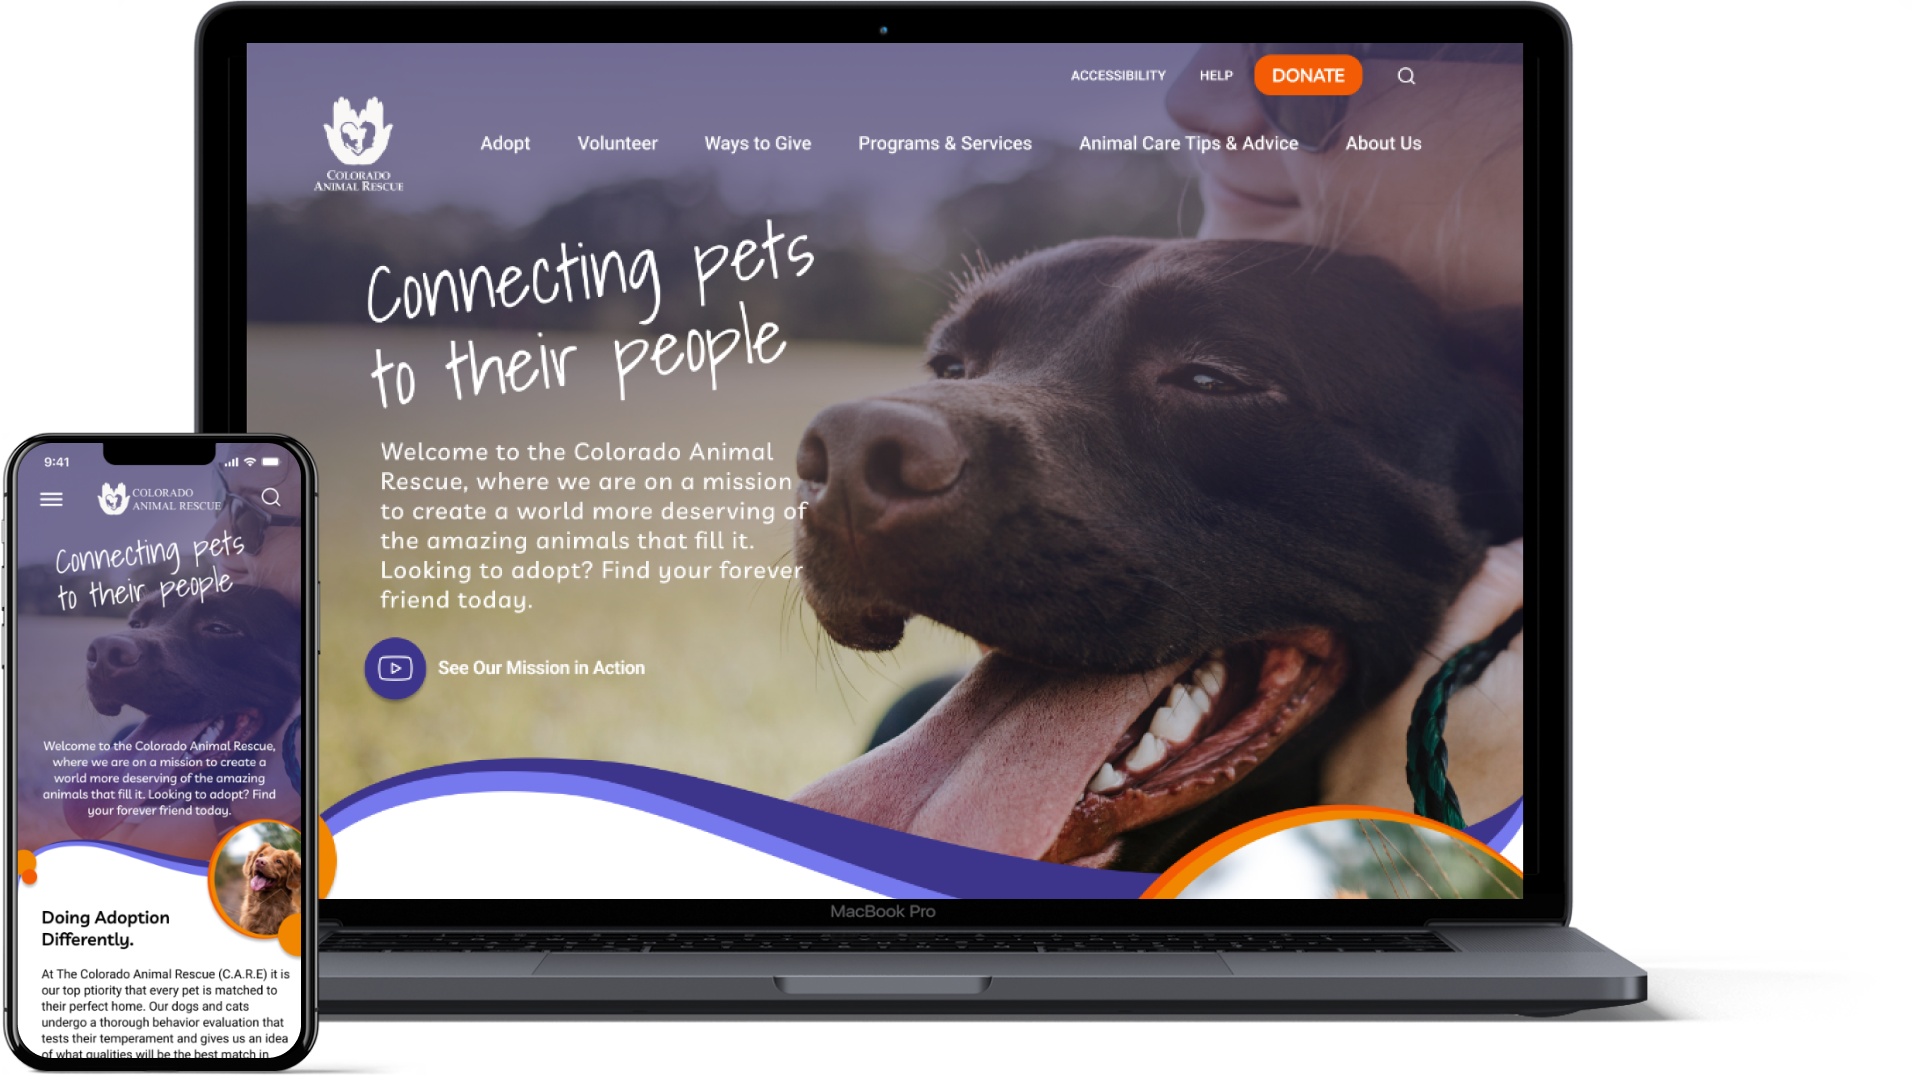 ACCESSIBILITY HELP DONATE
COLORADO
ANIMAL RESCUE
Adopt Volunteer Ways to Give Programs & Services Animal Care Tips & Advice About Us
Connecting pets
to their people
Welcome to the Colorado Animal
Rescue, where we are on a mission
to create a world more deserving of
the amazing animals that fill it.
Looking to adopt? Find your forever
friend today.
See Our Mission in Action
MacBook Pro
9:41
COLORADO
ANIMAL RESCUE
Connecting pets
to their people
Welcome to the Colorado Animal Rescue,
where we are on a mission to create a
world more deserving of the amazing
animals that fill it. Looking to adopt? Find
your forever friend today.
Doing Adoption
Differently.
At The Colorado Animal Rescue (C.A.R.E) it is
our top ptiority that every pet is matched to
their perfect home. Our dogs and cats
undergo a thorough behavior evaluation that
tests their temperament and gives us an idea
of what qualities will be the best match in